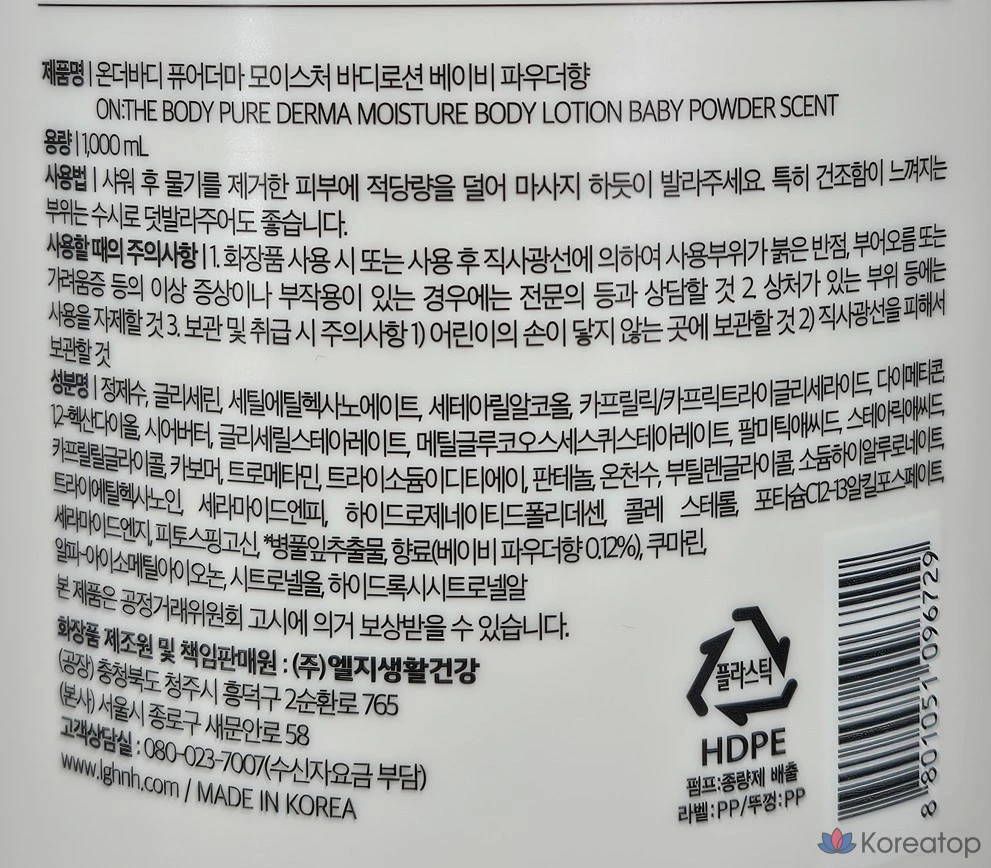 제품명 | 온더바디 퓨어더마 모이스처 바디로션 베이비 파우더향
ON:THE BODY PURE DERMA MOISTURE BODY LOTION BABY POWDER SCENT
용량 | 1,000 mL
사용법 | 샤워 후 물기를 제거한 피부에 적당량을 덜어 마사지 하듯이 발라주세요. 특히 건조함이 느껴지는
부위는 수시로 덧발라주어도 좋습니다.
사용할 때의 주의사항 | 1. 화장품 사용 시 또는 사용 후 직사광선에 의하여 사용부위가 붉은 반점, 부어오름 또는
가려움증 등의 이상 증상이나 부작용이 있는 경우에는 전문의 등과 상담할 것 2. 상처가 있는 부위 등에는
사용을 자제할 것 3. 보관 및 취급 시 주의사항 1) 어린이의 손이 닿지 않는 곳에 보관할 것 2) 직사광선을 피해서
보관할 것
성분명 | 정제수, 글리세린, 세틸에틸헥사노에이트, 세테아릴알코올, 카프릴릭/카프릭트라이글리세라이드, 다이메티콘,
1,2-헥산다이올, 시어버터, 글리세릴스테아레이트, 메틸글루코오스세스퀴스테아레이트, 팔미틱애씨드, 스테아릭애씨드,
카프릴릴글라이콜, 카보머, 트로메타민, 트라이소듐이디티에이, 판테놀, 온천수, 부틸렌글라이콜, 소듐하이알루로네이트,
트라이에틸헥사노인, 세라마이드엔피, 하이드로제네이티드폴리데센, 콜레 스테롤, 포타슘C12-13알킬포스페이트,
세라마이드엔지, 피토스핑고신, *병풀잎추출물, 향료(베이비 파우더향 0.12%), 쿠마린,
알파-아이소메틸아이오논, 시트로넬올, 하이드록시시트로넬알
본 제품은 공정거래위원회 고시에 의거 보상받을 수 있습니다.
화장품 제조원 및 책임판매원 : (주)엘지생활건강
(공장) 충청북도 청주시 흥덕구 2순환로 765
(본사) 서울시 종로구 새문안로 58
고객상담실 : 080-023-7007(수신자요금 부담)
www.lghnh.com / MADE IN KOREA
플라스틱
HDPE
펌프:종량제 배출
라벨:PP/뚜껑:PP
8 801051 096729
Koreatop